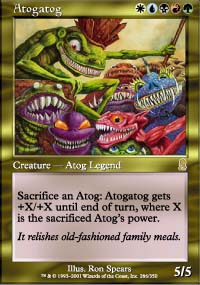 Atogatog
Creature — Atog Legend
Sacrifice an Atog: Atogatog gets
+X/+X until end of turn, where X
is the sacrificed Atog's power.
It relishes old-fashioned family meals.
Illus. Ron Spears
™ & © 1993-2001 Wizards of the Coast, Inc. 286/350
5/5